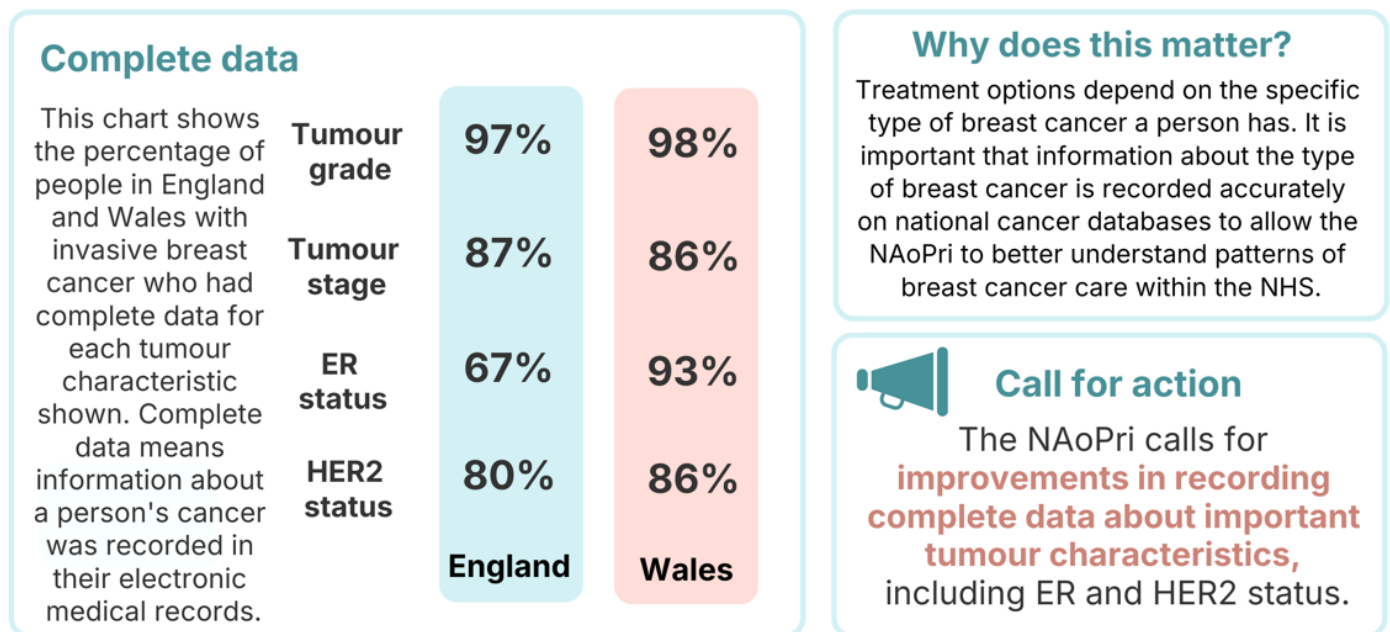 Complete data
This chart shows
the percentage of
people in England
and Wales with
invasive breast
cancer who had
complete data for
each tumour
characteristic
shown. Complete
data means
information about
a person's cancer
was recorded in
their electronic
medical records.
Tumour
grade
97%
98%
Tumour
stage
87%
86%
ER
status
67%
93%
HER2
status
80%
86%
England
Wales
Why does this matter?
Treatment options depend on the specific
type of breast cancer a person has. It is
important that information about the type
of breast cancer is recorded accurately
on national cancer databases to allow the
NAoPri to better understand patterns of
breast cancer care within the NHS.
Call for action
The NAoPri calls for
improvements in recording
complete data about important
tumour characteristics,
including ER and HER2 status.